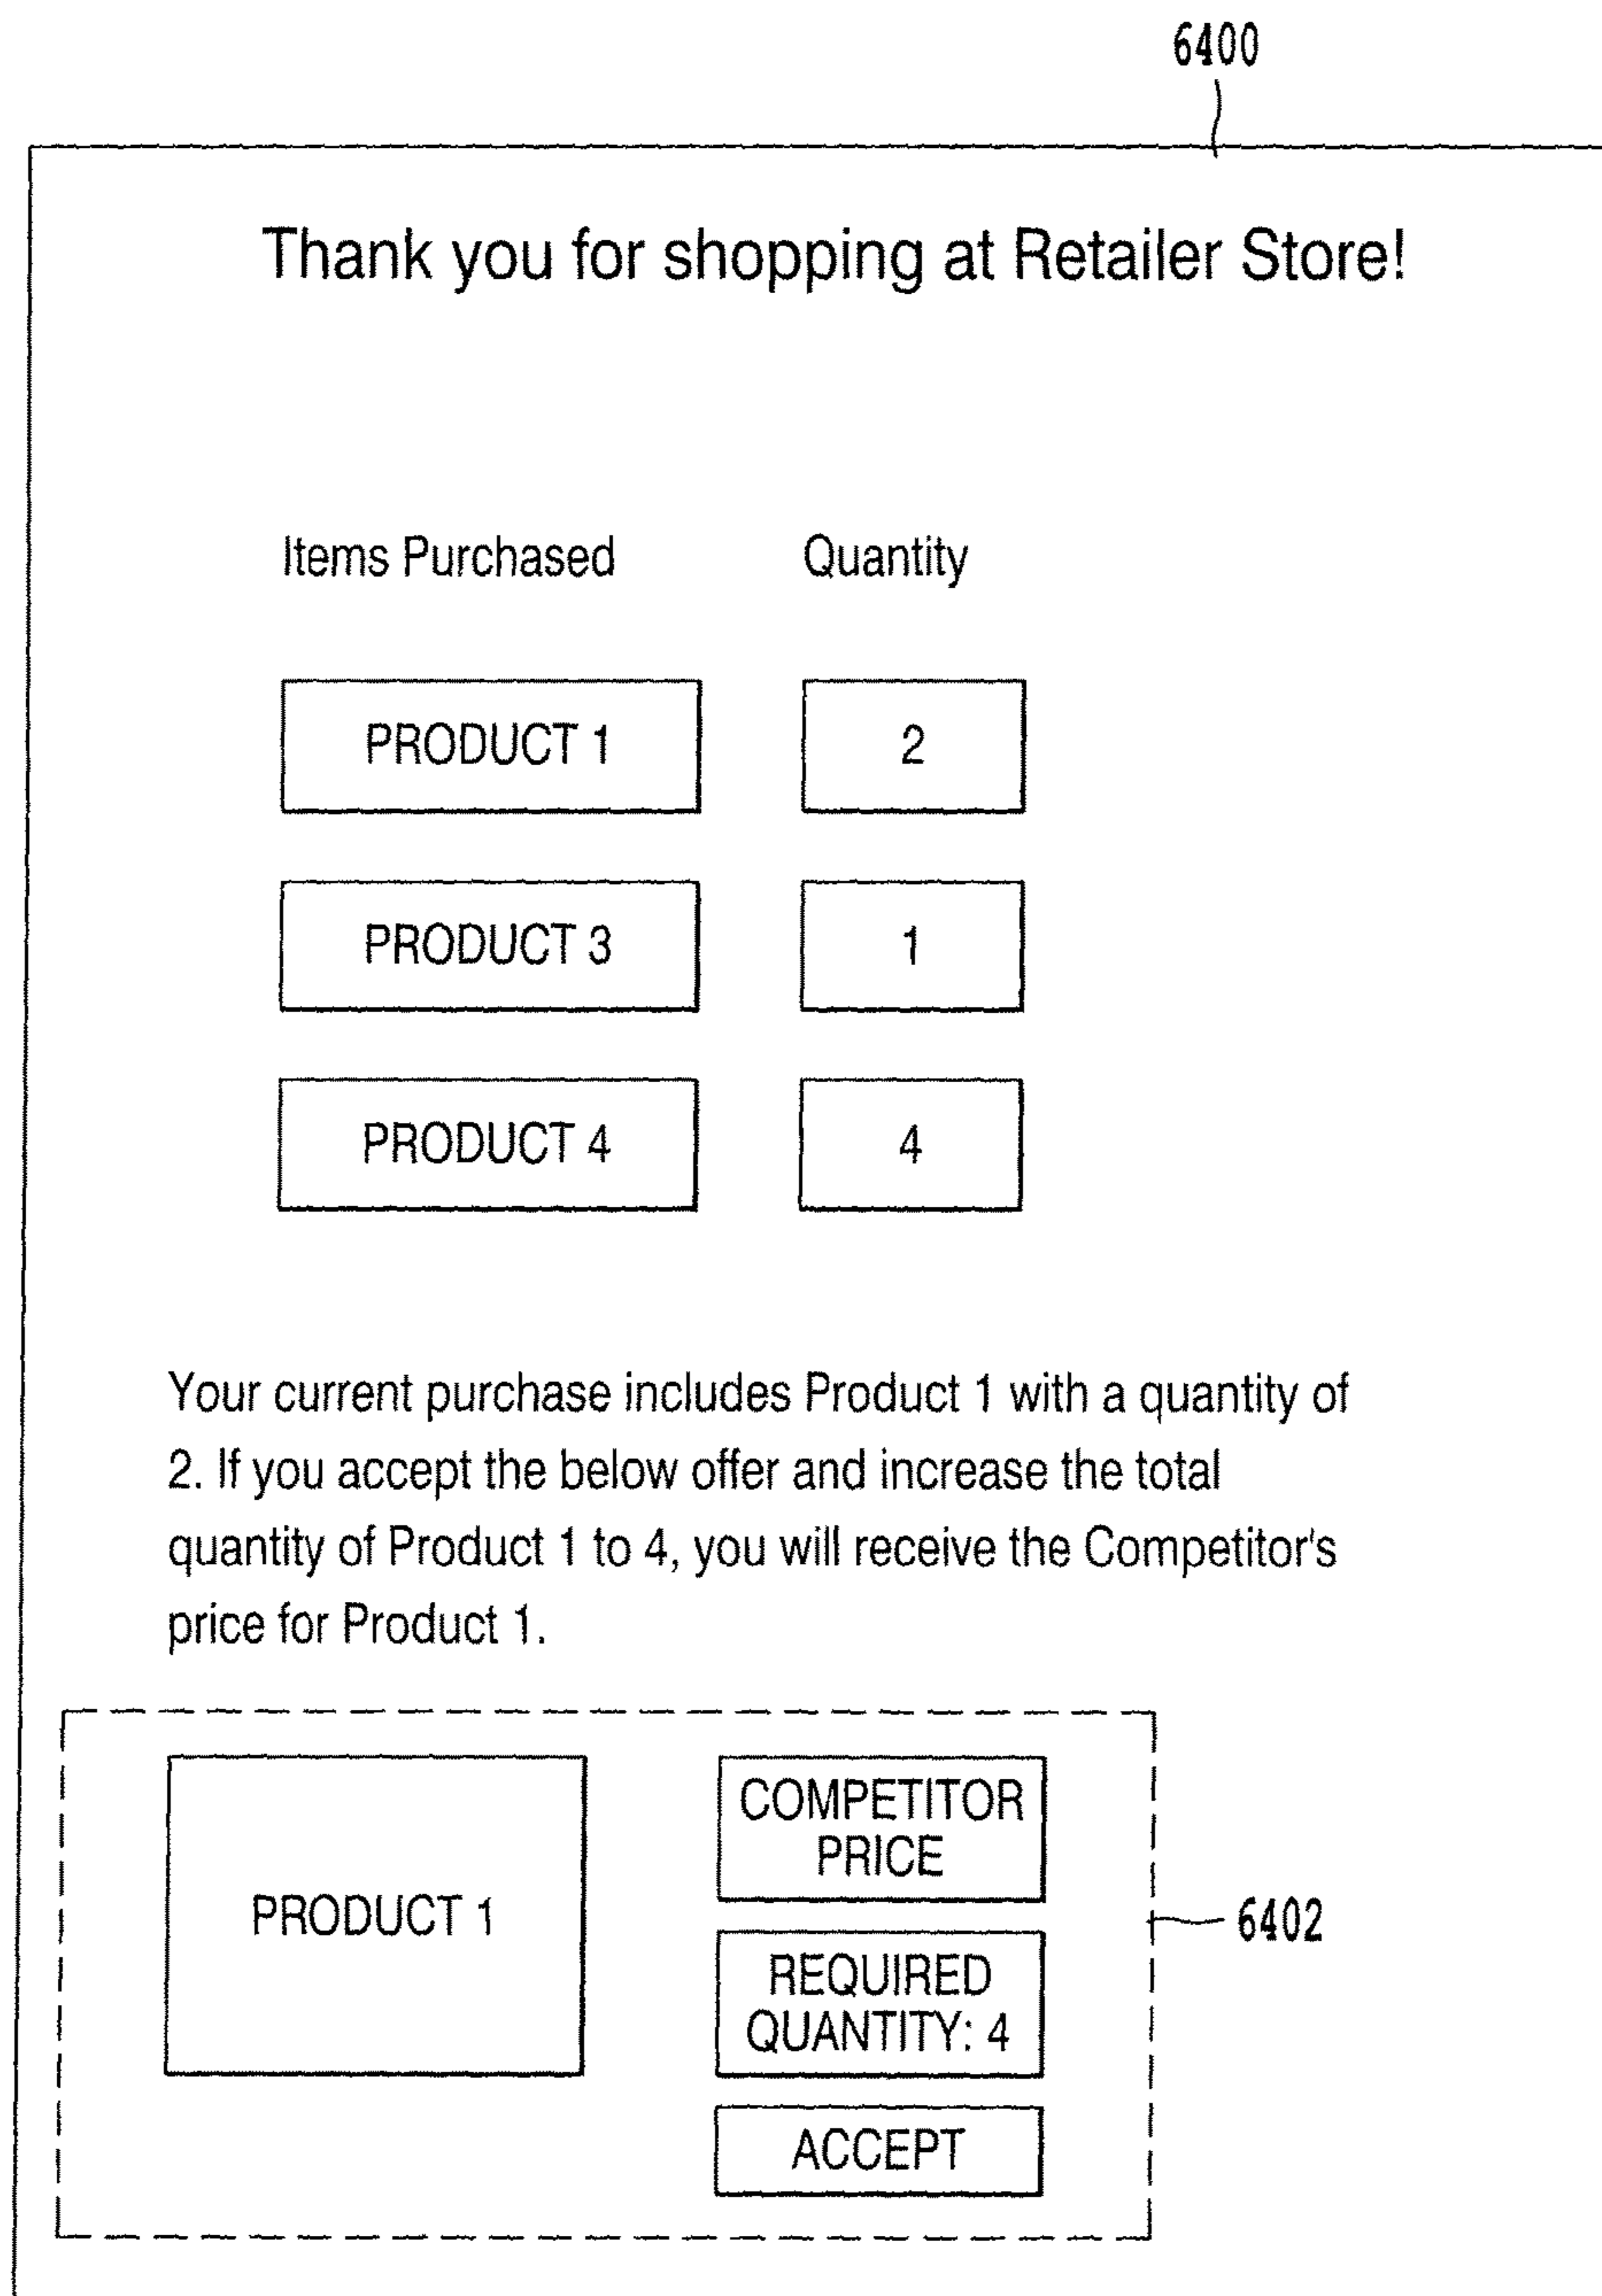 6400
Thank you for shopping at Retailer Store!
Items Purchased Quantity
PRODUCT 1 2
PRODUCT 3 1
PRODUCT 4 4
Your current purchase includes Product 1 with a quantity of
2. If you accept the below offer and increase the total
quantity of Product 1 to 4, you will receive the Competitor's
price for Product 1.
PRODUCT 1
COMPETITOR
PRICE
REQUIRED
QUANTITY: 4
ACCEPT
6402